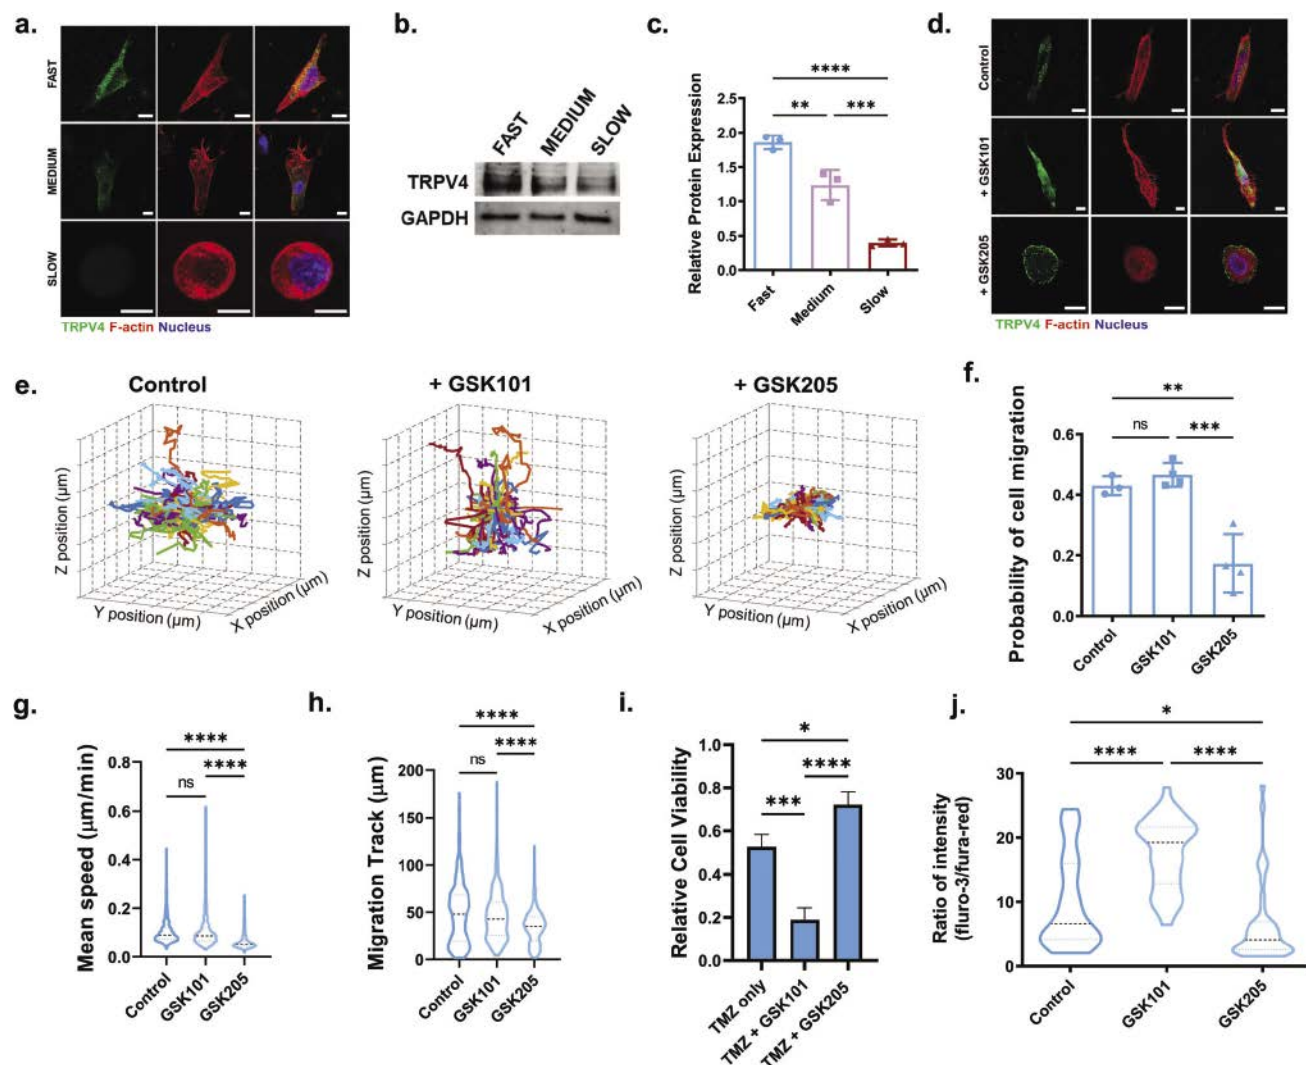 a.
FAST
MEDIUM
SLOW
TRPV4 F-actin Nucleus
b.
FAST
MEDIUM
SLOW
TRPV4
GAPDH
c.
Relative Protein Expression
2.5
2.0
1.5
1.0
0.5
0.0
****
**
***
Fast
Medium
Slow
d.
Control
+ GSK101
+ GSK205
TRPV4 F-actin Nucleus
e.
Control
Z position (µm)
Y position (µm)
X position (µm)
+ GSK101
Z position (µm)
Y position (µm)
X position (µm)
+ GSK205
Z position (µm)
Y position (µm)
X position (µm)
f.
Probability of cell migration
0.6
0.4
0.2
0.0
**
ns
***
Control
GSK101
GSK205
g.
Mean speed (µm/min)
0.8
0.6
0.4
0.2
0.0
****
****
ns
Control
GSK101
GSK205
h.
Migration Track (µm)
200
150
100
50
0
****
****
ns
Control
GSK101
GSK205
i.
Relative Cell Viability
1.0
0.8
0.6
0.4
0.2
0.0
*
****
***
TMZ only
TMZ + GSK101
TMZ + GSK205
j.
Ratio of intensity
(fluro-3/fura-red)
30
20
10
0
*
****
****
Control
GSK101
GSK205